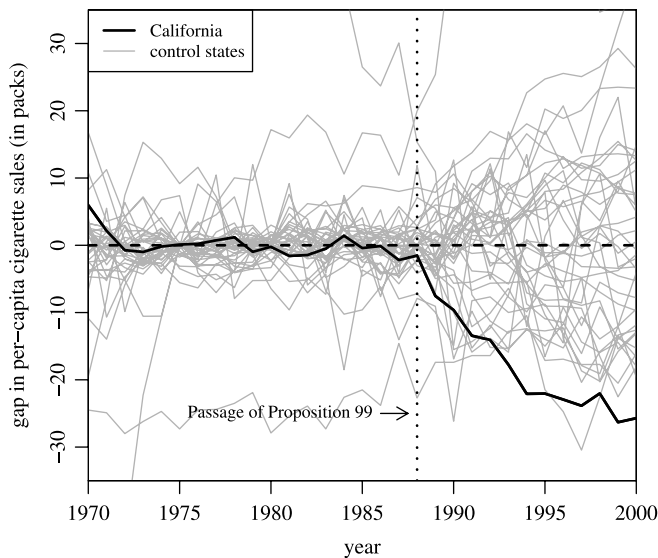 California
control states
gap in per−capita cigarette sales (in packs)
30
20
10
0
−10
−20
−30
Passage of Proposition 99
1970 1975 1980 1985 1990 1995 2000
year